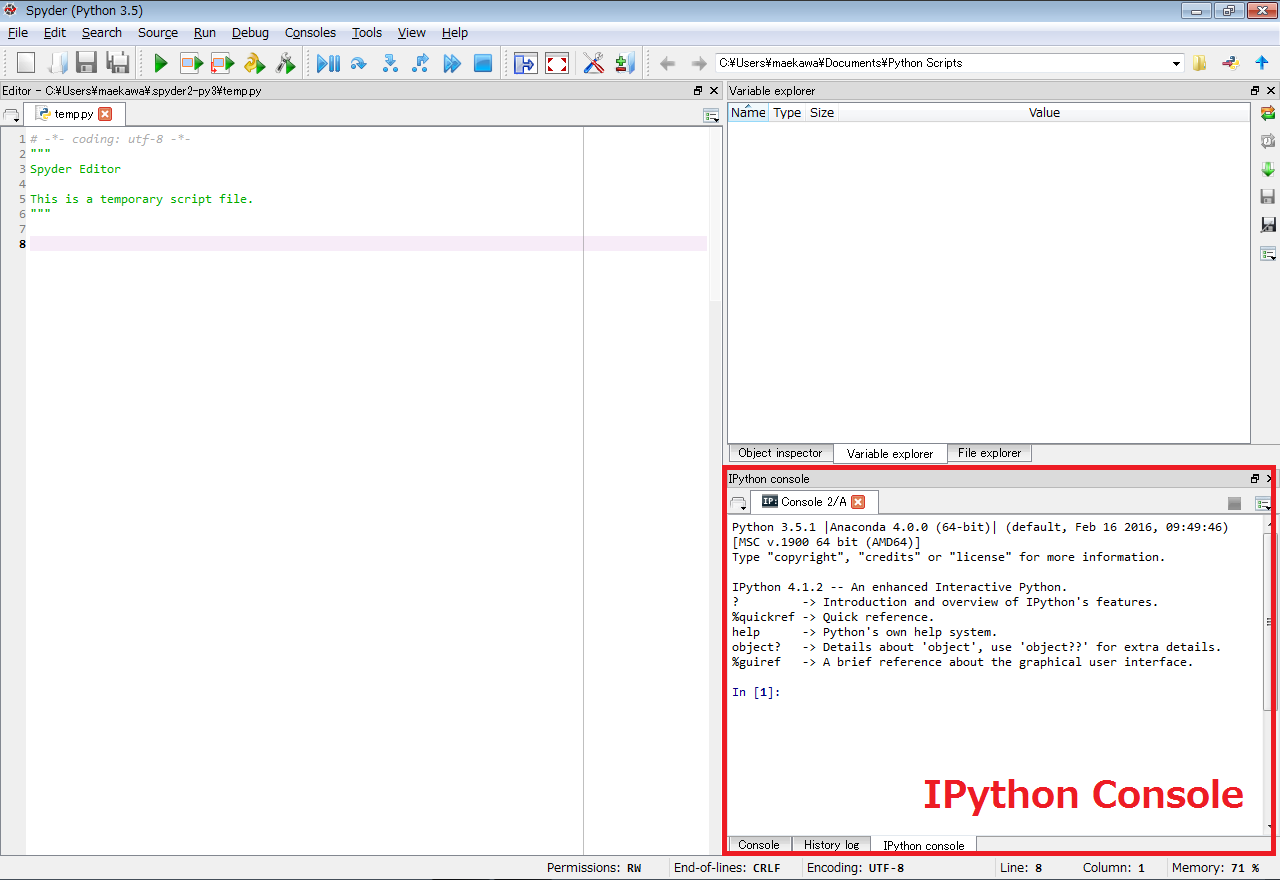 Spyder (Python 3.5)
File Edit Search Source Run Debug Consoles Tools View Help
C:¥Users¥maekawa¥Documents¥Python Scripts
Editor - C:¥Users¥maekawa¥.spyder2-py3¥temp.py
temp.py
1 # -*- coding: utf-8 -*-
2 """
3 Spyder Editor
4
5 This is a temporary script file.
6 """
7
8
Variable explorer
Name Type Size Value
Object inspector Variable explorer File explorer
IPython console
IP: Console 2/A
Python 3.5.1 |Anaconda 4.0.0 (64-bit)| (default, Feb 16 2016, 09:49:46)
[MSC v.1900 64 bit (AMD64)]
Type "copyright", "credits" or "license" for more information.
IPython 4.1.2 -- An enhanced Interactive Python.
? -> Introduction and overview of IPython's features.
%quickref -> Quick reference.
help -> Python's own help system.
object? -> Details about 'object', use 'object??' for extra details.
%guiref -> A brief reference about the graphical user interface.
In [1]:
IPython Console
Console History log IPython console
Permissions: RW End-of-lines: CRLF Encoding: UTF-8 Line: 8 Column: 1 Memory: 71 %